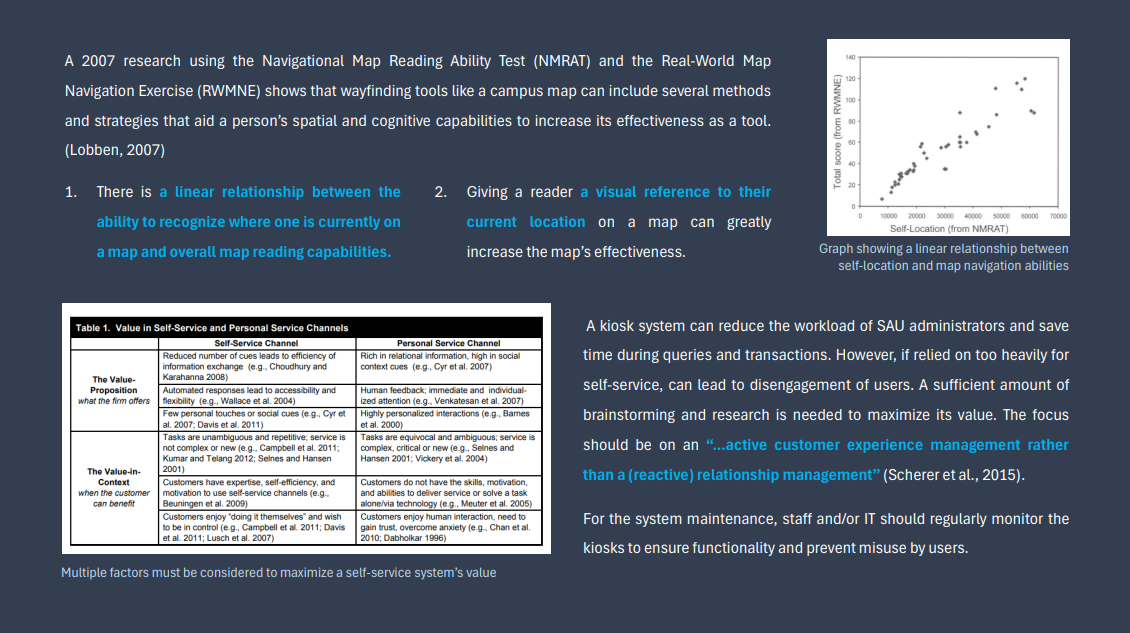 A 2007 research using the Navigational Map Reading Ability Test (NMRAT) and the Real-World Map
Navigation Exercise (RWMNE) shows that wayfinding tools like a campus map can include several methods
and strategies that aid a person's spatial and cognitive capabilities to increase its effectiveness as a tool.
(Lobben, 2007)
1. There is a linear relationship between the
ability to recognize where one is currently on
a map and overall map reading capabilities.
2. Giving a reader a visual reference to their
current location on a map can greatly
increase the map's effectiveness.
Total score (from RWMNE)
140
120
100
80
60
40
20
0
0 10000 20000 30000 40000 50000 60000 70000
Self-Location (from NMRAT)
Graph showing a linear relationship between
self-location and map navigation abilities
Table 1. Value in Self-Service and Personal Service Channels
Self-Service Channel
Personal Service Channel
The Value-
Proposition
what the firm offers
Reduced number of cues leads to efficiency of
information exchange (e.g., Choudhury and
Karahanna 2008)
Rich in relational information, high in social
context cues (e.g., Cyr et al. 2007)
Automated responses lead to accessibility and
flexibility (e.g., Wallace et al. 2004)
Human feedback; immediate and individual-
ized attention (e.g., Venkatesan et al. 2007)
Few personal touches or social cues (e.g., Cyr et
al. 2007; Davis et al. 2011)
Highly personalized interactions (e.g., Barnes
et al. 2000)
The Value-in-
Context
when the customer
can benefit
Tasks are unambiguous and repetitive; service is
not complex or new (e.g., Campbell et al. 2011;
Kumar and Telang 2012; Selnes and Hansen
2001)
Tasks are equivocal and ambiguous; service is
complex, critical or new (e.g., Selnes and
Hansen 2001; Vickery et al. 2004)
Customers have expertise, self-efficiency, and
motivation to use self-service channels (e.g.,
Beuningen et al. 2009)
Customers do not have the skills, motivation,
and abilities to deliver service or solve a task
alone/via technology (e.g., Meuter et al. 2005)
Customers enjoy "doing it themselves" and wish
to be in control (e.g., Campbell et al. 2011; Davis
et al. 2011; Lusch et al. 2007)
Customers enjoy human interaction, need to
gain trust, overcome anxiety (e.g., Chan et al.
2010; Dabholkar 1996)
Multiple factors must be considered to maximize a self-service system's value
A kiosk system can reduce the workload of SAU administrators and save
time during queries and transactions. However, if relied on too heavily for
self-service, can lead to disengagement of users. A sufficient amount of
brainstorming and research is needed to maximize its value. The focus
should be on an "...active customer experience management rather
than a (reactive) relationship management" (Scherer et al., 2015).
For the system maintenance, staff and/or IT should regularly monitor the
kiosks to ensure functionality and prevent misuse by users.